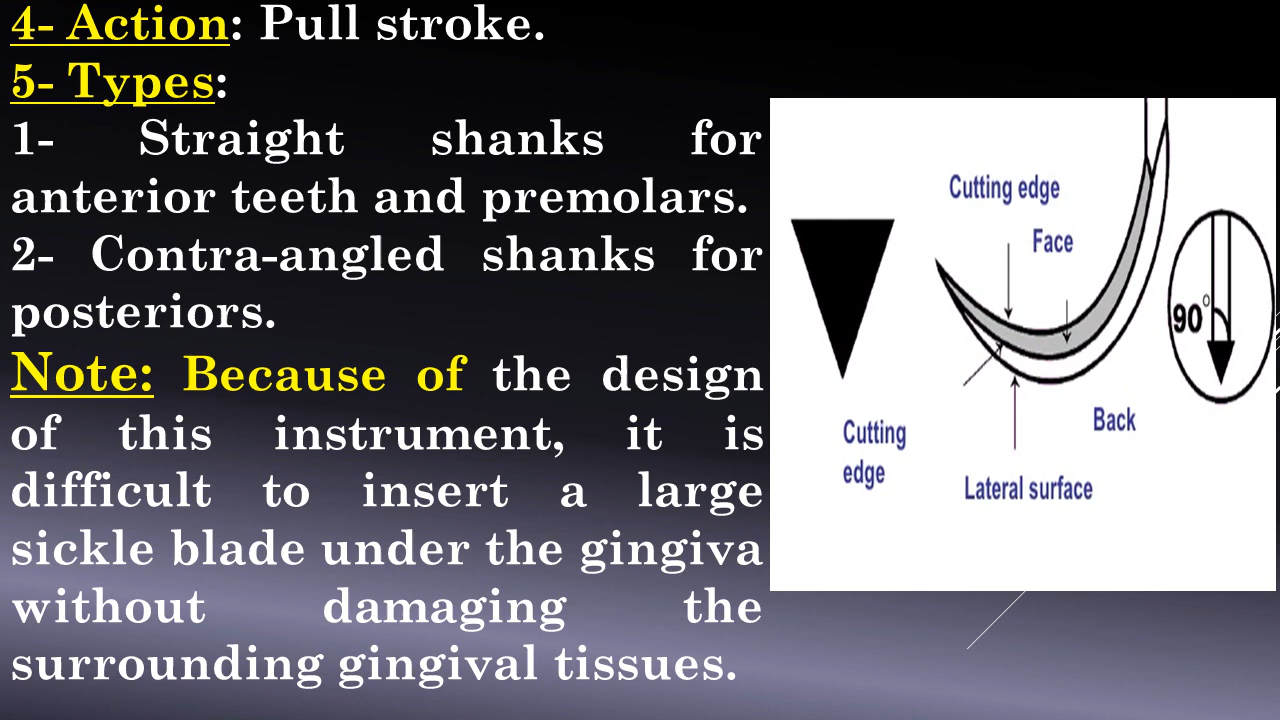 4- Action: Pull stroke.
5- Types:
1- Straight shanks for
anterior teeth and premolars.
2- Contra-angled shanks for
posteriors.
Note: Because of the design
of this instrument, it is
difficult to insert a large
sickle blade under the gingiva
without damaging the
surrounding gingival tissues.
Cutting edge
Face
90°
Back
Cutting
edge
Lateral surface